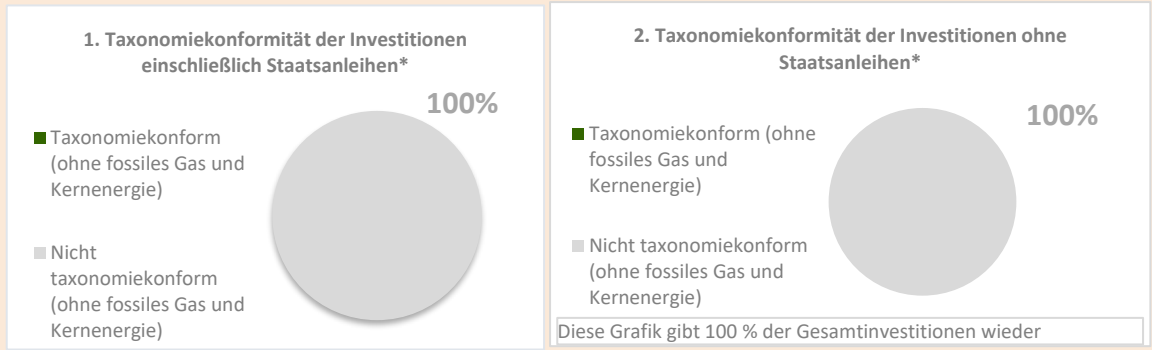 1. Taxonomiekonformität der Investitionen
einschließlich Staatsanleihen*
100%
Taxonomiekonform
(ohne fossiles Gas und
Kernenergie)
Nicht
taxonomiekonform
(ohne fossiles Gas und
Kernenergie)
2. Taxonomiekonformität der Investitionen ohne
Staatsanleihen*
100%
Taxonomiekonform (ohne
fossiles Gas und
Kernenergie)
Nicht taxonomiekonform
(ohne fossiles Gas und
Kernenergie)
Diese Grafik gibt 100 % der Gesamtinvestitionen wieder